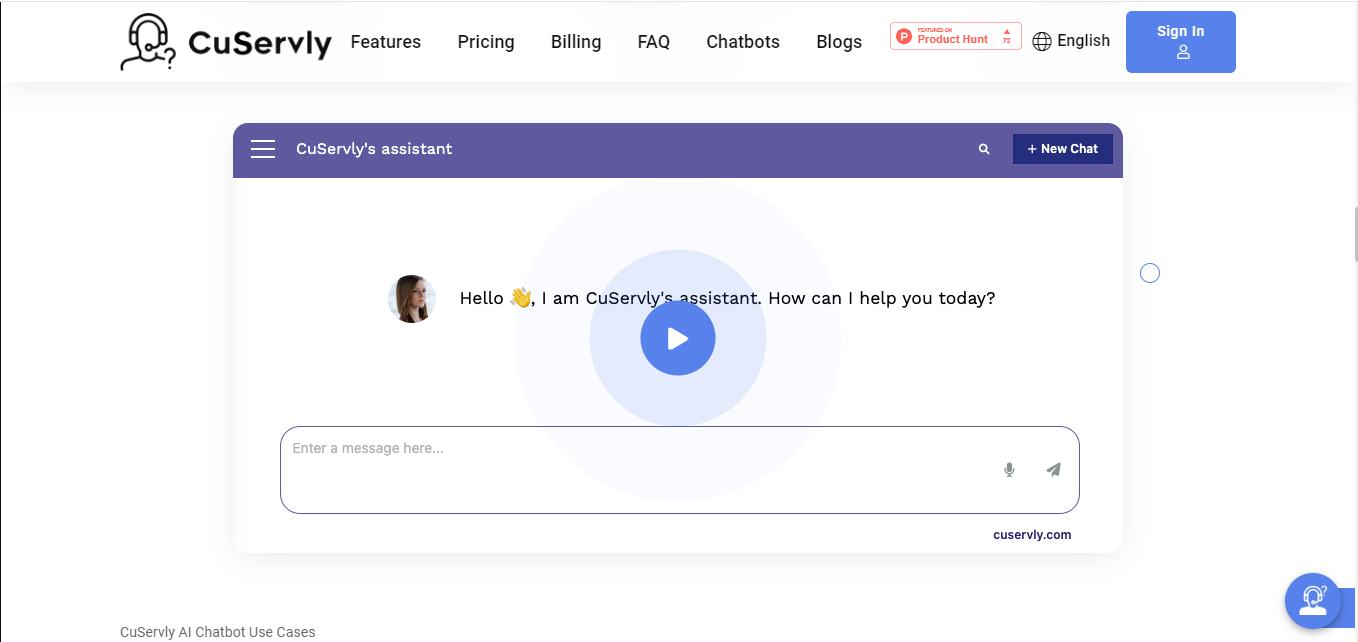 CuServly
Features
Pricing
Billing
FAQ
Chatbots
Blogs
P
FEATURED ON
Product Hunt
72
English
Sign In
CuServly's assistant
+ New Chat
Hello 👋, I am CuServly's assistant. How can I help you today?
Enter a message here...
cuservly.com
CuServly AI Chatbot Use Cases